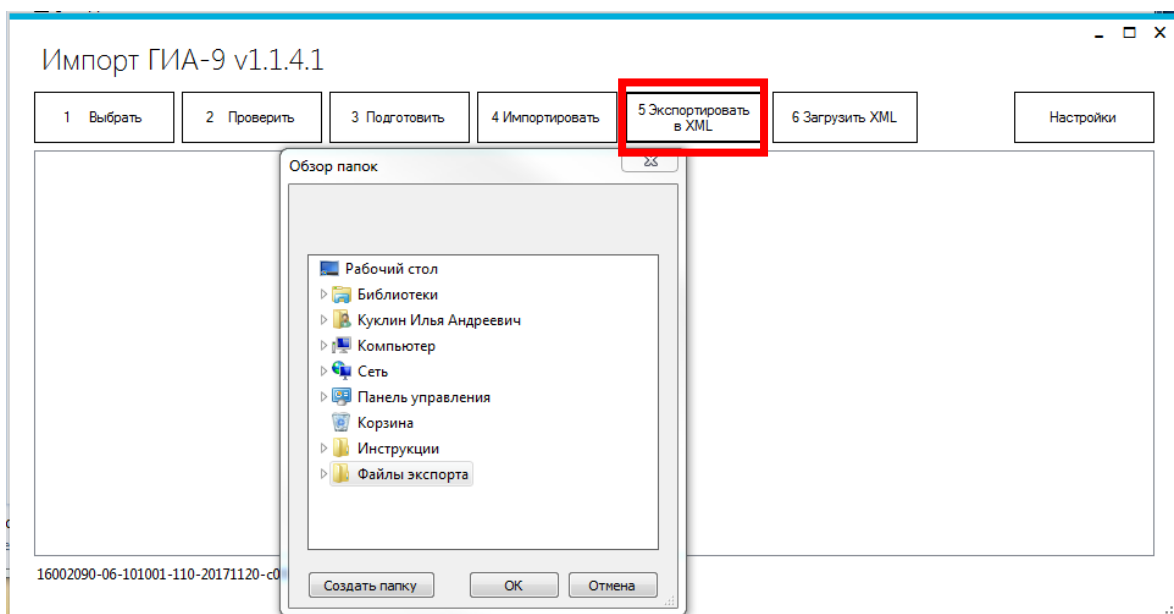 Импорт ГИА-9 v1.1.4.1
1 Выбрать
2 Проверить
3 Подготовить
4 Импортировать
5 Экспортировать
в XML
6 Загрузить XML
Настройки
Обзор папок
Рабочий стол
Библиотеки
Куклин Илья Андреевич
Компьютер
Сеть
Панель управления
Корзина
Инструкции
Файлы экспорта
Создать папку
ОК
Отмена
16002090-06-101001-110-20171120-c0